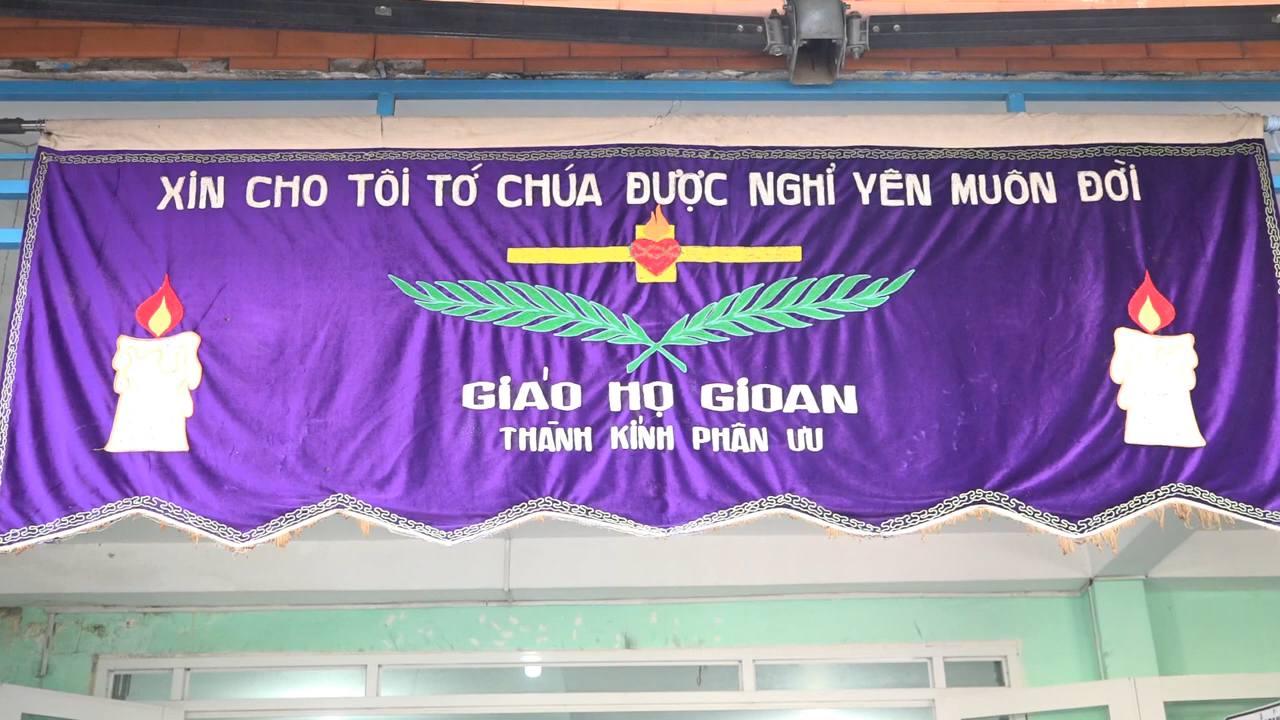 XIN CHO TÔI TỚ CHÚA ĐƯỢC NGHỈ YÊN MUÔN ĐỜI
GIÁO HỌ GIOAN
THÀNH KÍNH PHÂN ƯU